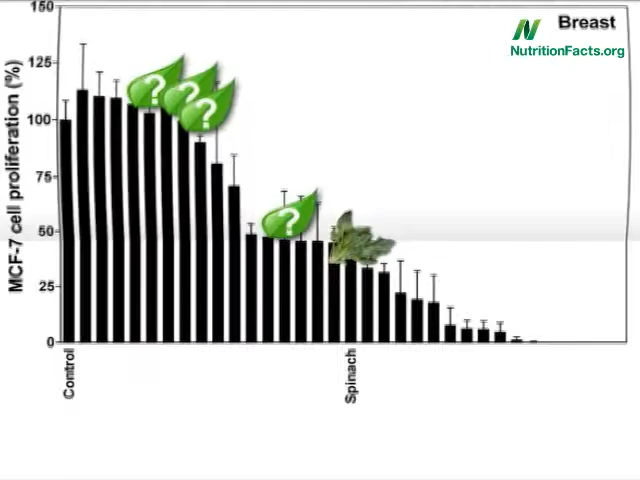 150
Breast
NutritionFacts.org
125
100
75
50
25
0
MCF-7 cell proliferation (%)
?
?
?
?
Control
Spinach